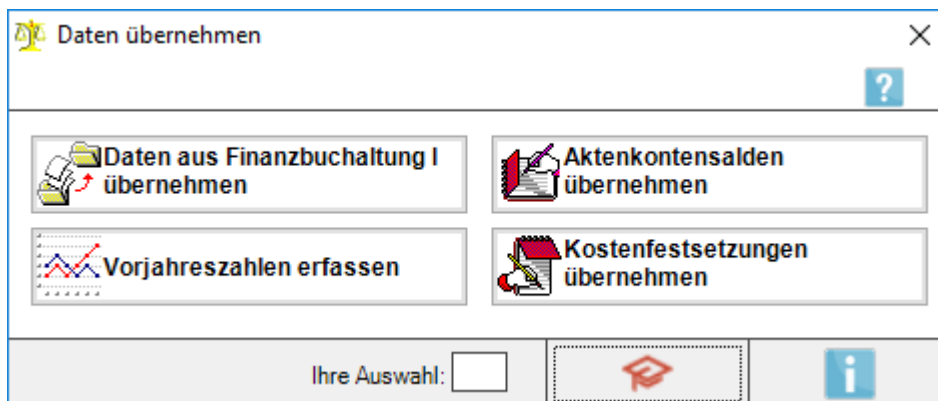 Daten übernehmen
?
Daten aus Finanzbuchaltung I
übernehmen
Aktenkontensalden
übernehmen
Vorjahreszahlen erfassen
Kostenfestsetzungen
übernehmen
Ihre Auswahl:
i